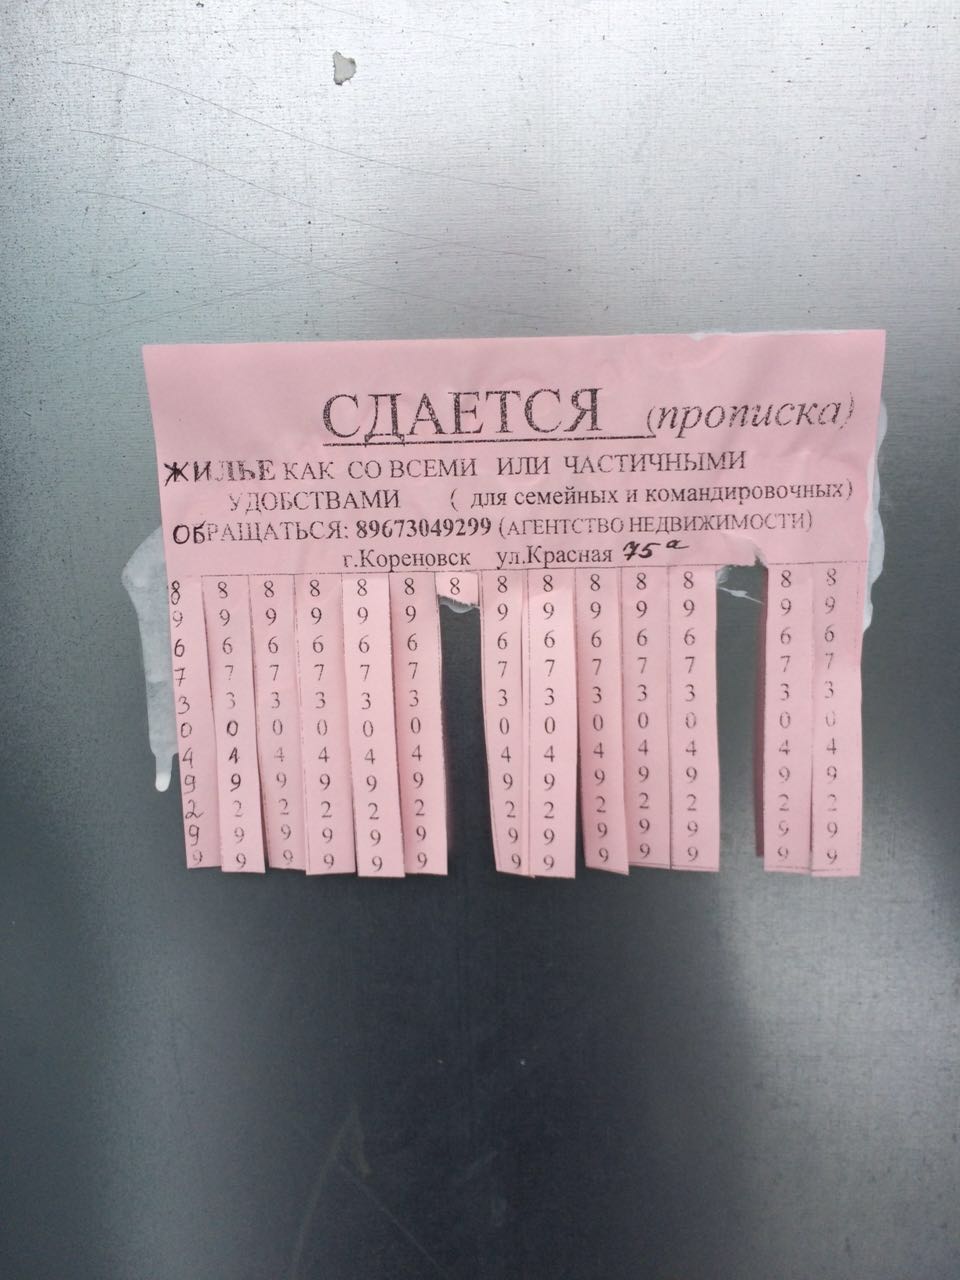 СДАЕТСЯ (прописка)
ЖИЛЬЕ КАК СО ВСЕМИ ИЛИ ЧАСТИЧНЫМИ
УДОБСТВАМИ ( для семейных и командировочных)
ОБРАЩАТЬСЯ: 89673049299 (АГЕНТСТВО НЕДВИЖИМОСТИ)
г.Кореновск ул.Красная 75а
89673049299
89673049299
89673049299
89673049299
89673049299
89673049299
8
89673049299
89673049299
89673049299
89673049299
89673049299
89673049299
89673049299